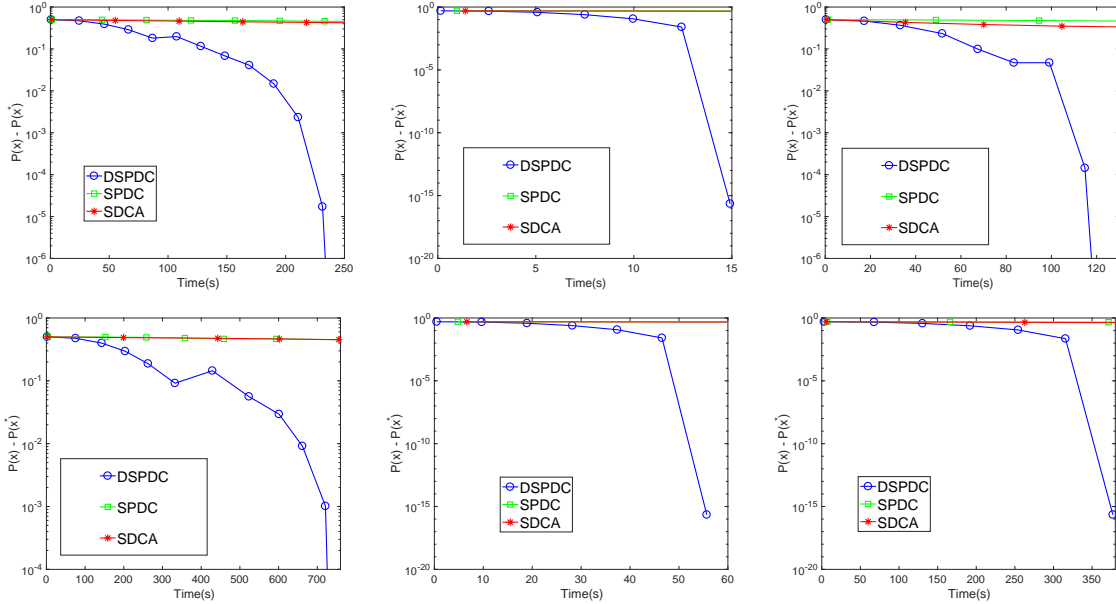 10^0
10^-1
10^-2
10^-3
10^-4
10^-5
10^-6
P(x) - P(x^*)
DSPDC
SPDC
SDCA
0 50 100 150 200 250
Time(s)
10^0
10^-5
10^-10
10^-15
10^-20
P(x) - P(x^*)
DSPDC
SPDC
SDCA
0 5 10 15
Time(s)
10^0
10^-1
10^-2
10^-3
10^-4
10^-5
10^-6
P(x) - P(x^*)
DSPDC
SPDC
SDCA
0 20 40 60 80 100 120
Time(s)
10^0
10^-1
10^-2
10^-3
10^-4
P(x) - P(x^*)
DSPDC
SPDC
SDCA
0 100 200 300 400 500 600 700
Time(s)
10^0
10^-5
10^-10
10^-15
10^-20
P(x) - P(x^*)
DSPDC
SPDC
SDCA
0 10 20 30 40 50 60
Time(s)
10^0
10^-5
10^-10
10^-15
10^-20
P(x) - P(x^*)
DSPDC
SPDC
SDCA
0 50 100 150 200 250 300 350
Time(s)